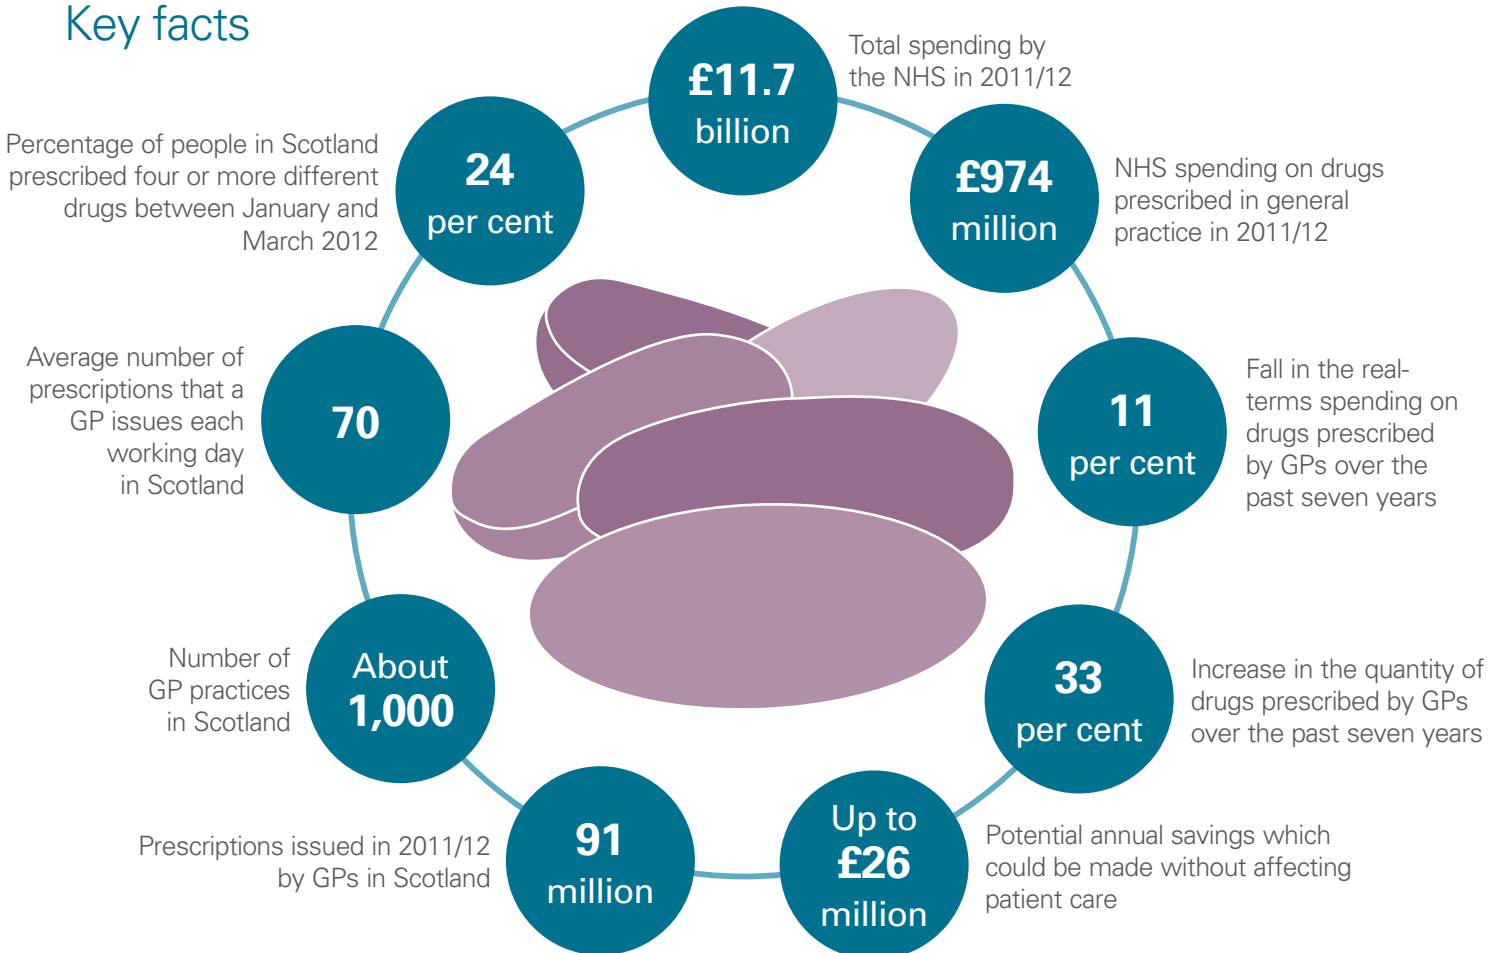 Key facts
£11.7
billion
Total spending by
the NHS in 2011/12
£974
million
NHS spending on drugs
prescribed in general
practice in 2011/12
11
per cent
Fall in the real-
terms spending on
drugs prescribed
by GPs over the
past seven years
33
per cent
Increase in the quantity of
drugs prescribed by GPs
over the past seven years
Up to
£26
million
Potential annual savings which
could be made without affecting
patient care
91
million
Prescriptions issued in 2011/12
by GPs in Scotland
About
1,000
Number of
GP practices
in Scotland
70
Average number of
prescriptions that a
GP issues each
working day
in Scotland
24
per cent
Percentage of people in Scotland
prescribed four or more different
drugs between January and
March 2012